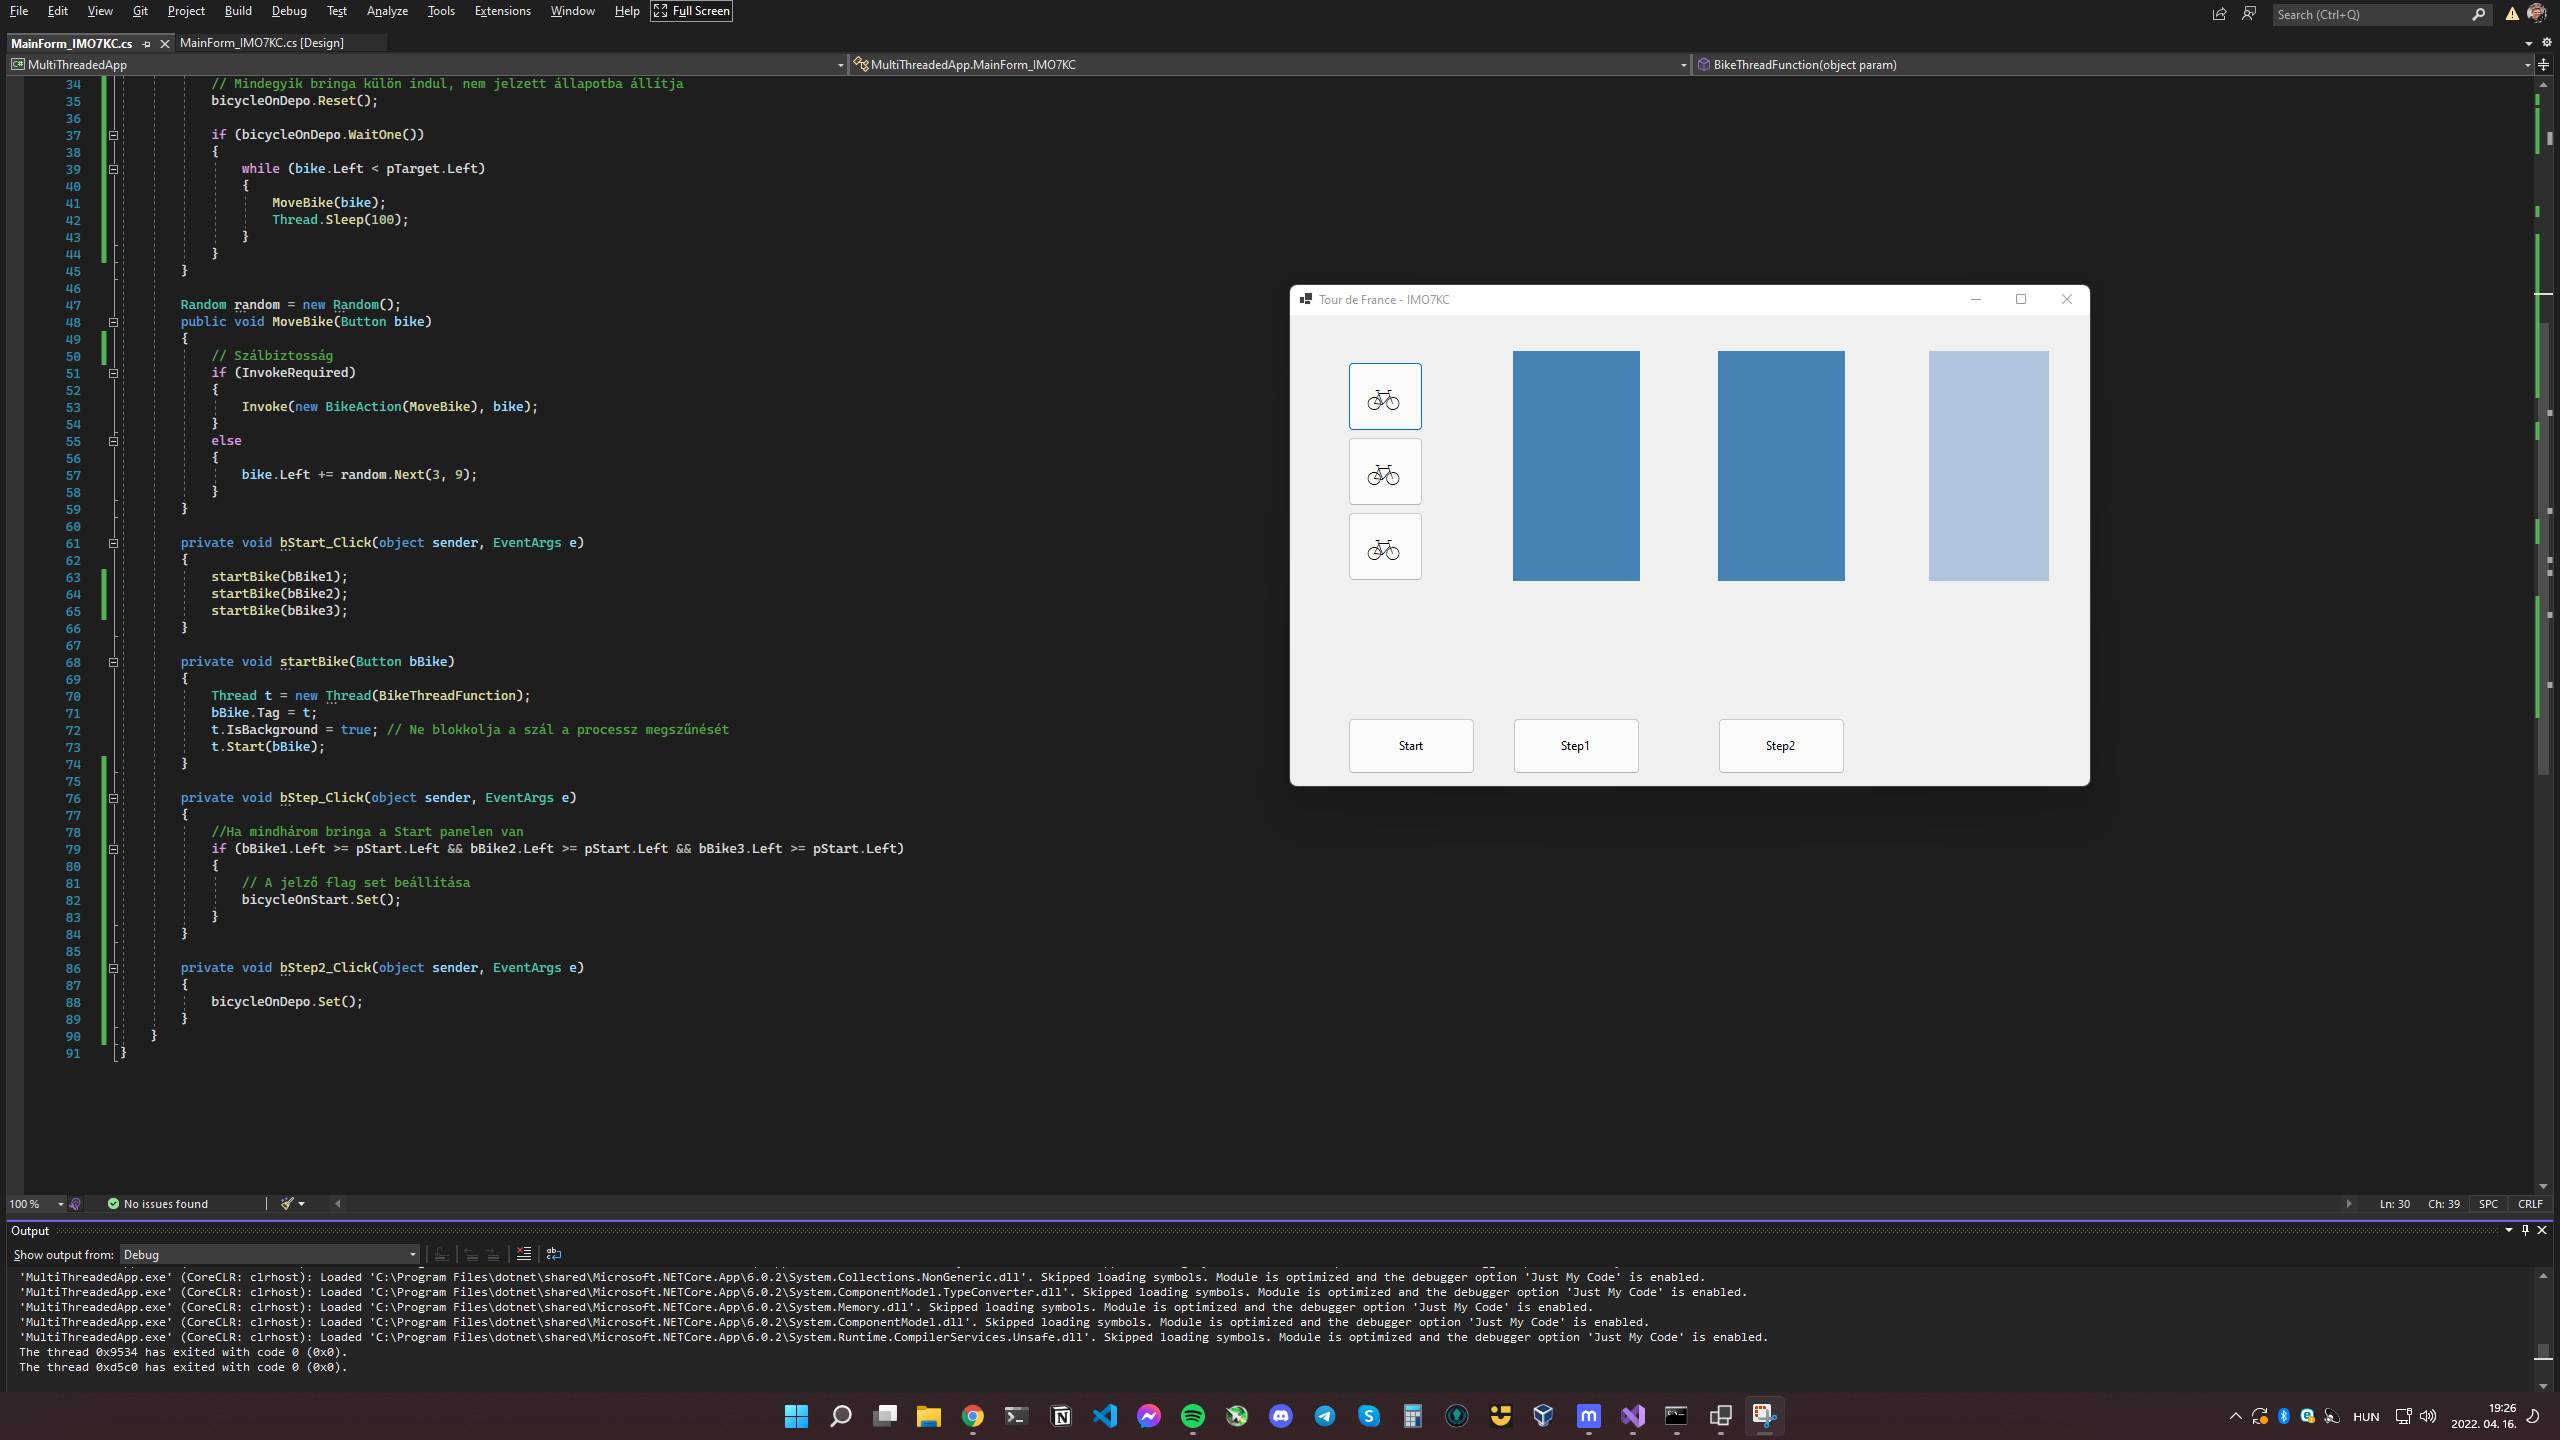 File Edit View Git Project Build Debug Test Analyze Tools Extensions Window Help Full Screen Search (Ctrl+Q)
MainForm_IMO7KC.cs MainForm_IMO7KC.cs [Design]
C# MultiThreadedApp MultiThreadedApp.MainForm_IMO7KC BikeThreadFunction(object param)
34 // Mindegyik bringa külön indul, nem jelzett állapotba állítja
35 bicycleOnDepo.Reset();
36
37 if (bicycleOnDepo.WaitOne())
38 {
39 while (bike.Left < pTarget.Left)
40 {
41 MoveBike(bike);
42 Thread.Sleep(100);
43 }
44 }
45 }
46
47 Random random = new Random();
48 public void MoveBike(Button bike)
49 {
50 // Szálbiztosság
51 if (InvokeRequired)
52 {
53 Invoke(new BikeAction(MoveBike), bike);
54 }
55 else
56 {
57 bike.Left += random.Next(3, 9);
58 }
59 }
60
61 private void bStart_Click(object sender, EventArgs e)
62 {
63 startBike(bBike1);
64 startBike(bBike2);
65 startBike(bBike3);
66 }
67
68 private void startBike(Button bBike)
69 {
70 Thread t = new Thread(BikeThreadFunction);
71 bBike.Tag = t;
72 t.IsBackground = true; // Ne blokkolja a szál a processz megszűnését
73 t.Start(bBike);
74 }
75
76 private void bStep_Click(object sender, EventArgs e)
77 {
78 //Ha mindhárom bringa a Start panelen van
79 if (bBike1.Left >= pStart.Left && bBike2.Left >= pStart.Left && bBike3.Left >= pStart.Left)
80 {
81 // A jelző flag set beállítása
82 bicycleOnStart.Set();
83 }
84 }
85
86 private void bStep2_Click(object sender, EventArgs e)
87 {
88 bicycleOnDepo.Set();
89 }
90 }
91 }
Tour de France - IMO7KC
Start Step1 Step2
100 % No issues found Ln: 30 Ch: 39 SPC CRLF
Output
Show output from: Debug
'MultiThreadedApp.exe' (CoreCLR: clrhost): Loaded 'C:\Program Files\dotnet\shared\Microsoft.NETCore.App\6.0.2\System.Collections.NonGeneric.dll'. Skipped loading symbols. Module is optimized and the debugger option 'Just My Code' is enabled.
'MultiThreadedApp.exe' (CoreCLR: clrhost): Loaded 'C:\Program Files\dotnet\shared\Microsoft.NETCore.App\6.0.2\System.ComponentModel.TypeConverter.dll'. Skipped loading symbols. Module is optimized and the debugger option 'Just My Code' is enabled.
'MultiThreadedApp.exe' (CoreCLR: clrhost): Loaded 'C:\Program Files\dotnet\shared\Microsoft.NETCore.App\6.0.2\System.Memory.dll'. Skipped loading symbols. Module is optimized and the debugger option 'Just My Code' is enabled.
'MultiThreadedApp.exe' (CoreCLR: clrhost): Loaded 'C:\Program Files\dotnet\shared\Microsoft.NETCore.App\6.0.2\System.ComponentModel.dll'. Skipped loading symbols. Module is optimized and the debugger option 'Just My Code' is enabled.
'MultiThreadedApp.exe' (CoreCLR: clrhost): Loaded 'C:\Program Files\dotnet\shared\Microsoft.NETCore.App\6.0.2\System.Runtime.CompilerServices.Unsafe.dll'. Skipped loading symbols. Module is optimized and the debugger option 'Just My Code' is enabled.
The thread 0x9534 has exited with code 0 (0x0).
The thread 0xd5c0 has exited with code 0 (0x0).
HUN
19:26
2022. 04. 16.